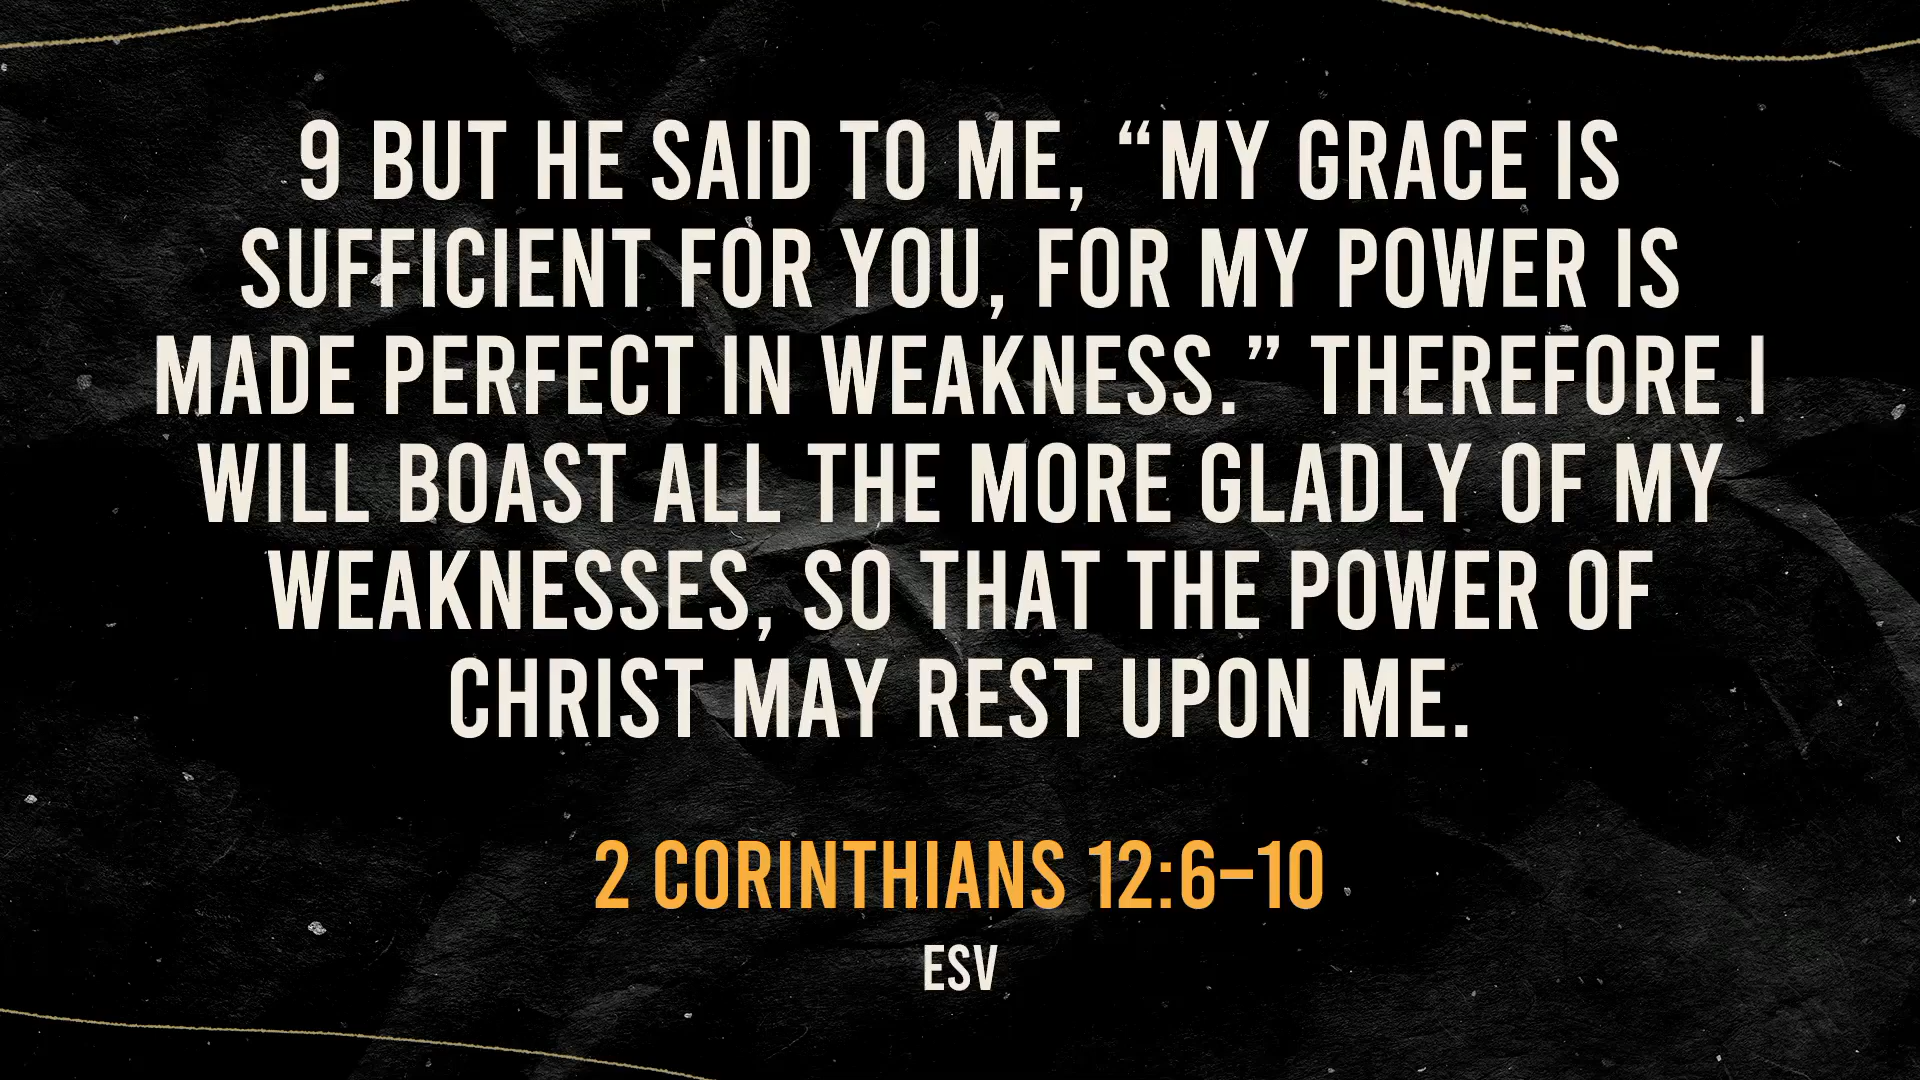 9 BUT HE SAID TO ME, “MY GRACE IS
SUFFICIENT FOR YOU, FOR MY POWER IS
MADE PERFECT IN WEAKNESS.” THEREFORE I
WILL BOAST ALL THE MORE GLADLY OF MY
WEAKNESSES, SO THAT THE POWER OF
CHRIST MAY REST UPON ME.
2 CORINTHIANS 12:6–10
ESV